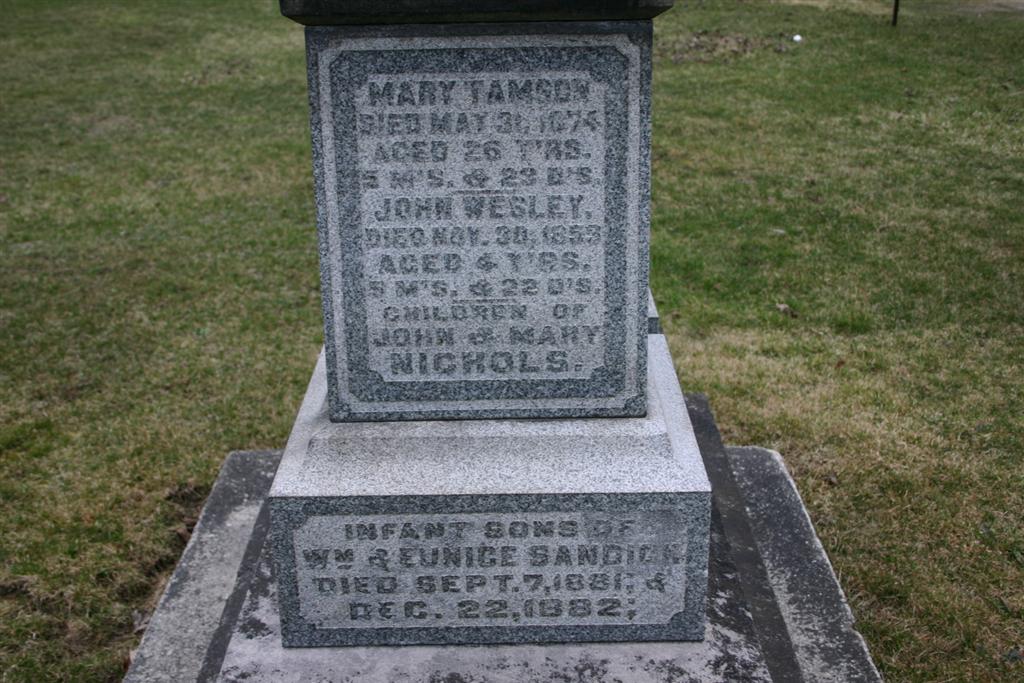 MARY TAMSON
DIED MAY 31, 1874
AGED 26 Y'RS.
5 M'S. & 23 D'S.
JOHN WESLEY,
DIED NOV. 30, 1853
AGED 4 Y'RS.
5 M'S. & 22 D'S.
CHILDREN OF
JOHN & MARY
NICHOLS.
INFANT SONS OF
WM & EUNICE SANDICK
DIED SEPT. 7, 1881; &
DEC. 22, 1882;